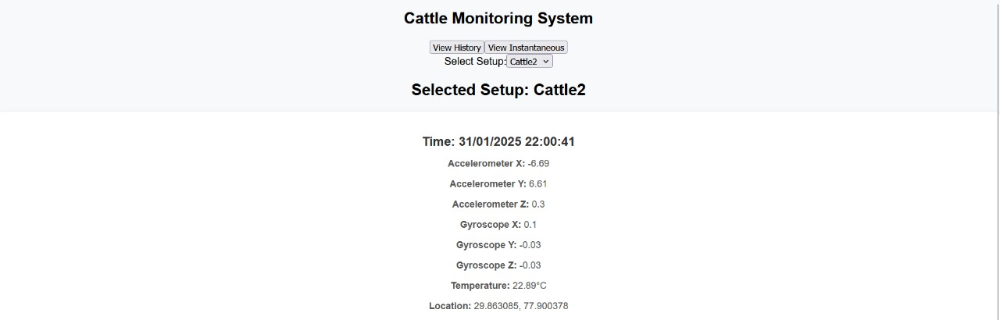 Cattle Monitoring System
View History View Instantaneous
Select Setup: Cattle2
Selected Setup: Cattle2
Time: 31/01/2025 22:00:41
Accelerometer X: -6.69
Accelerometer Y: 6.61
Accelerometer Z: 0.3
Gyroscope X: 0.1
Gyroscope Y: -0.03
Gyroscope Z: -0.03
Temperature: 22.89°C
Location: 29.863085, 77.900378